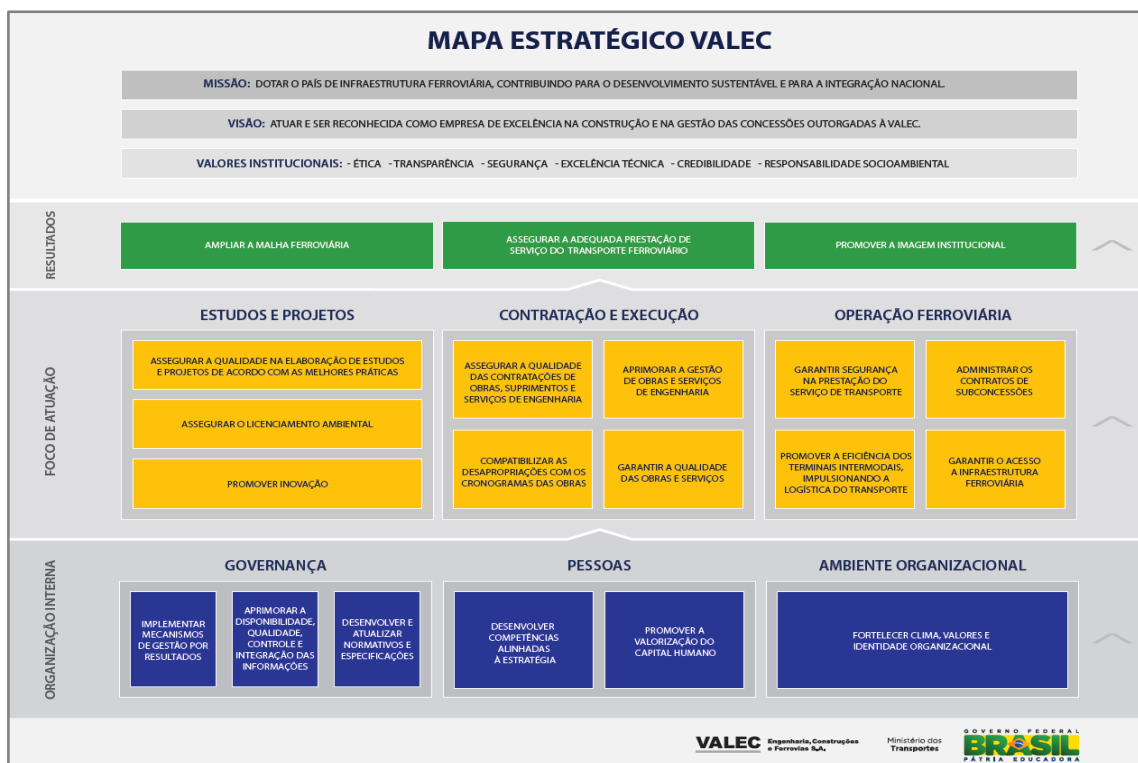 MAPA ESTRATÉGICO VALEC
MISSÃO: DOTAR O PAÍS DE INFRAESTRUTURA FERROVIÁRIA, CONTRIBUINDO PARA O DESENVOLVIMENTO SUSTENTÁVEL E PARA A INTEGRAÇÃO NACIONAL.
VISÃO: ATUAR E SER RECONHECIDA COMO EMPRESA DE EXCELÊNCIA NA CONSTRUÇÃO E NA GESTÃO DAS CONCESSÕES OUTORGADAS À VALEC.
VALORES INSTITUCIONAIS: - ÉTICA - TRANSPARÊNCIA - SEGURANÇA - EXCELÊNCIA TÉCNICA - CREDIBILIDADE - RESPONSABILIDADE SOCIOAMBIENTAL
RESULTADOS
AMPLIAR A MALHA FERROVIÁRIA
ASSEGURAR A ADEQUADA PRESTAÇÃO DE
SERVIÇO DO TRANSPORTE FERROVIÁRIO
PROMOVER A IMAGEM INSTITUCIONAL
FOCO DE ATUAÇÃO
ESTUDOS E PROJETOS
ASSEGURAR A QUALIDADE NA ELABORAÇÃO DE ESTUDOS
E PROJETOS DE ACORDO COM AS MELHORES PRÁTICAS
ASSEGURAR O LICENCIAMENTO AMBIENTAL
PROMOVER INOVAÇÃO
CONTRATAÇÃO E EXECUÇÃO
ASSEGURAR A QUALIDADE
DAS CONTRATAÇÕES DE
OBRAS, SUPRIMENTOS E
SERVIÇOS DE ENGENHARIA
APRIMORAR A GESTÃO
DE OBRAS E SERVIÇOS
DE ENGENHARIA
COMPATIBILIZAR AS
DESAPROPRIAÇÕES COM OS
CRONOGRAMAS DAS OBRAS
GARANTIR A QUALIDADE
DAS OBRAS E SERVIÇOS
OPERAÇÃO FERROVIÁRIA
GARANTIR SEGURANÇA
NA PRESTAÇÃO DO
SERVIÇO DE TRANSPORTE
ADMINISTRAR OS
CONTRATOS DE
SUBCONCESSÕES
PROMOVER A EFICIÊNCIA DOS
TERMINAIS INTERMODAIS,
IMPULSIONANDO A
LOGÍSTICA DO TRANSPORTE
GARANTIR O ACESSO
A INFRAESTRUTURA
FERROVIÁRIA
ORGANIZAÇÃO INTERNA
GOVERNANÇA
IMPLEMENTAR
MECANISMOS
DE GESTÃO POR
RESULTADOS
APRIMORAR A
DISPONIBILIDADE,
QUALIDADE,
CONTROLE E
INTEGRAÇÃO DAS
INFORMAÇÕES
DESENVOLVER E
ATUALIZAR
NORMATIVOS E
ESPECIFICAÇÕES
PESSOAS
DESENVOLVER
COMPETÊNCIAS
ALINHADAS
À ESTRATÉGIA
PROMOVER A
VALORIZAÇÃO DO
CAPITAL HUMANO
AMBIENTE ORGANIZACIONAL
FORTELECER CLIMA, VALORES E
IDENTIDADE ORGANIZACIONAL
VALEC Engenharia, Construções
e Ferrovias S.A.
Ministério dos
Transportes
GOVERNO FEDERAL
BRASIL
PÁTRIA EDUCADORA